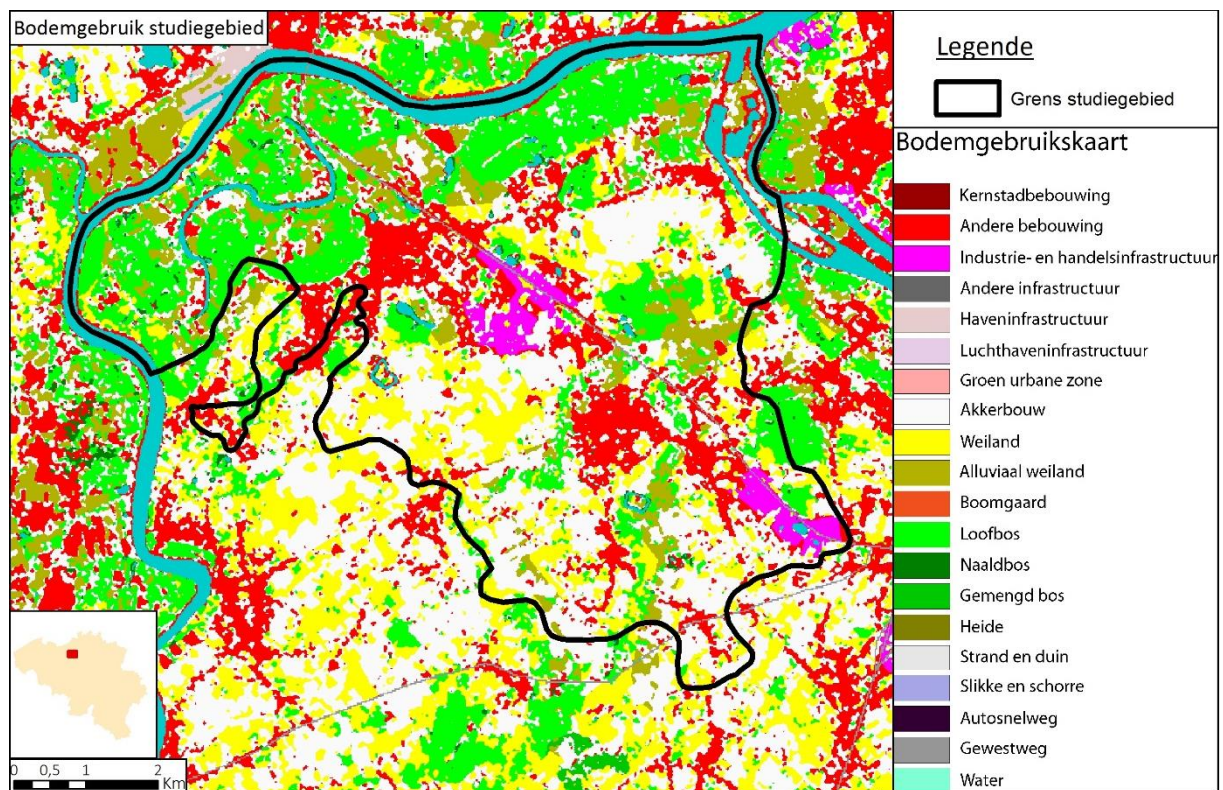 Bodemgebruik studiegebied
Legende
Grens studiegebied
Bodemgebruikskaart
Kernstadbebouwing
Andere bebouwing
Industrie- en handelsinfrastructuur
Andere infrastructuur
Haveninfrastructuur
Luchthaveninfrastructuur
Groen urbane zone
Akkerbouw
Weiland
Alluviaal weiland
Boomgaard
Loofbos
Naaldbos
Gemengd bos
Heide
Strand en duin
Slikke en schorre
Autosnelweg
Gewestweg
Water
0 0,5 1 2
Km